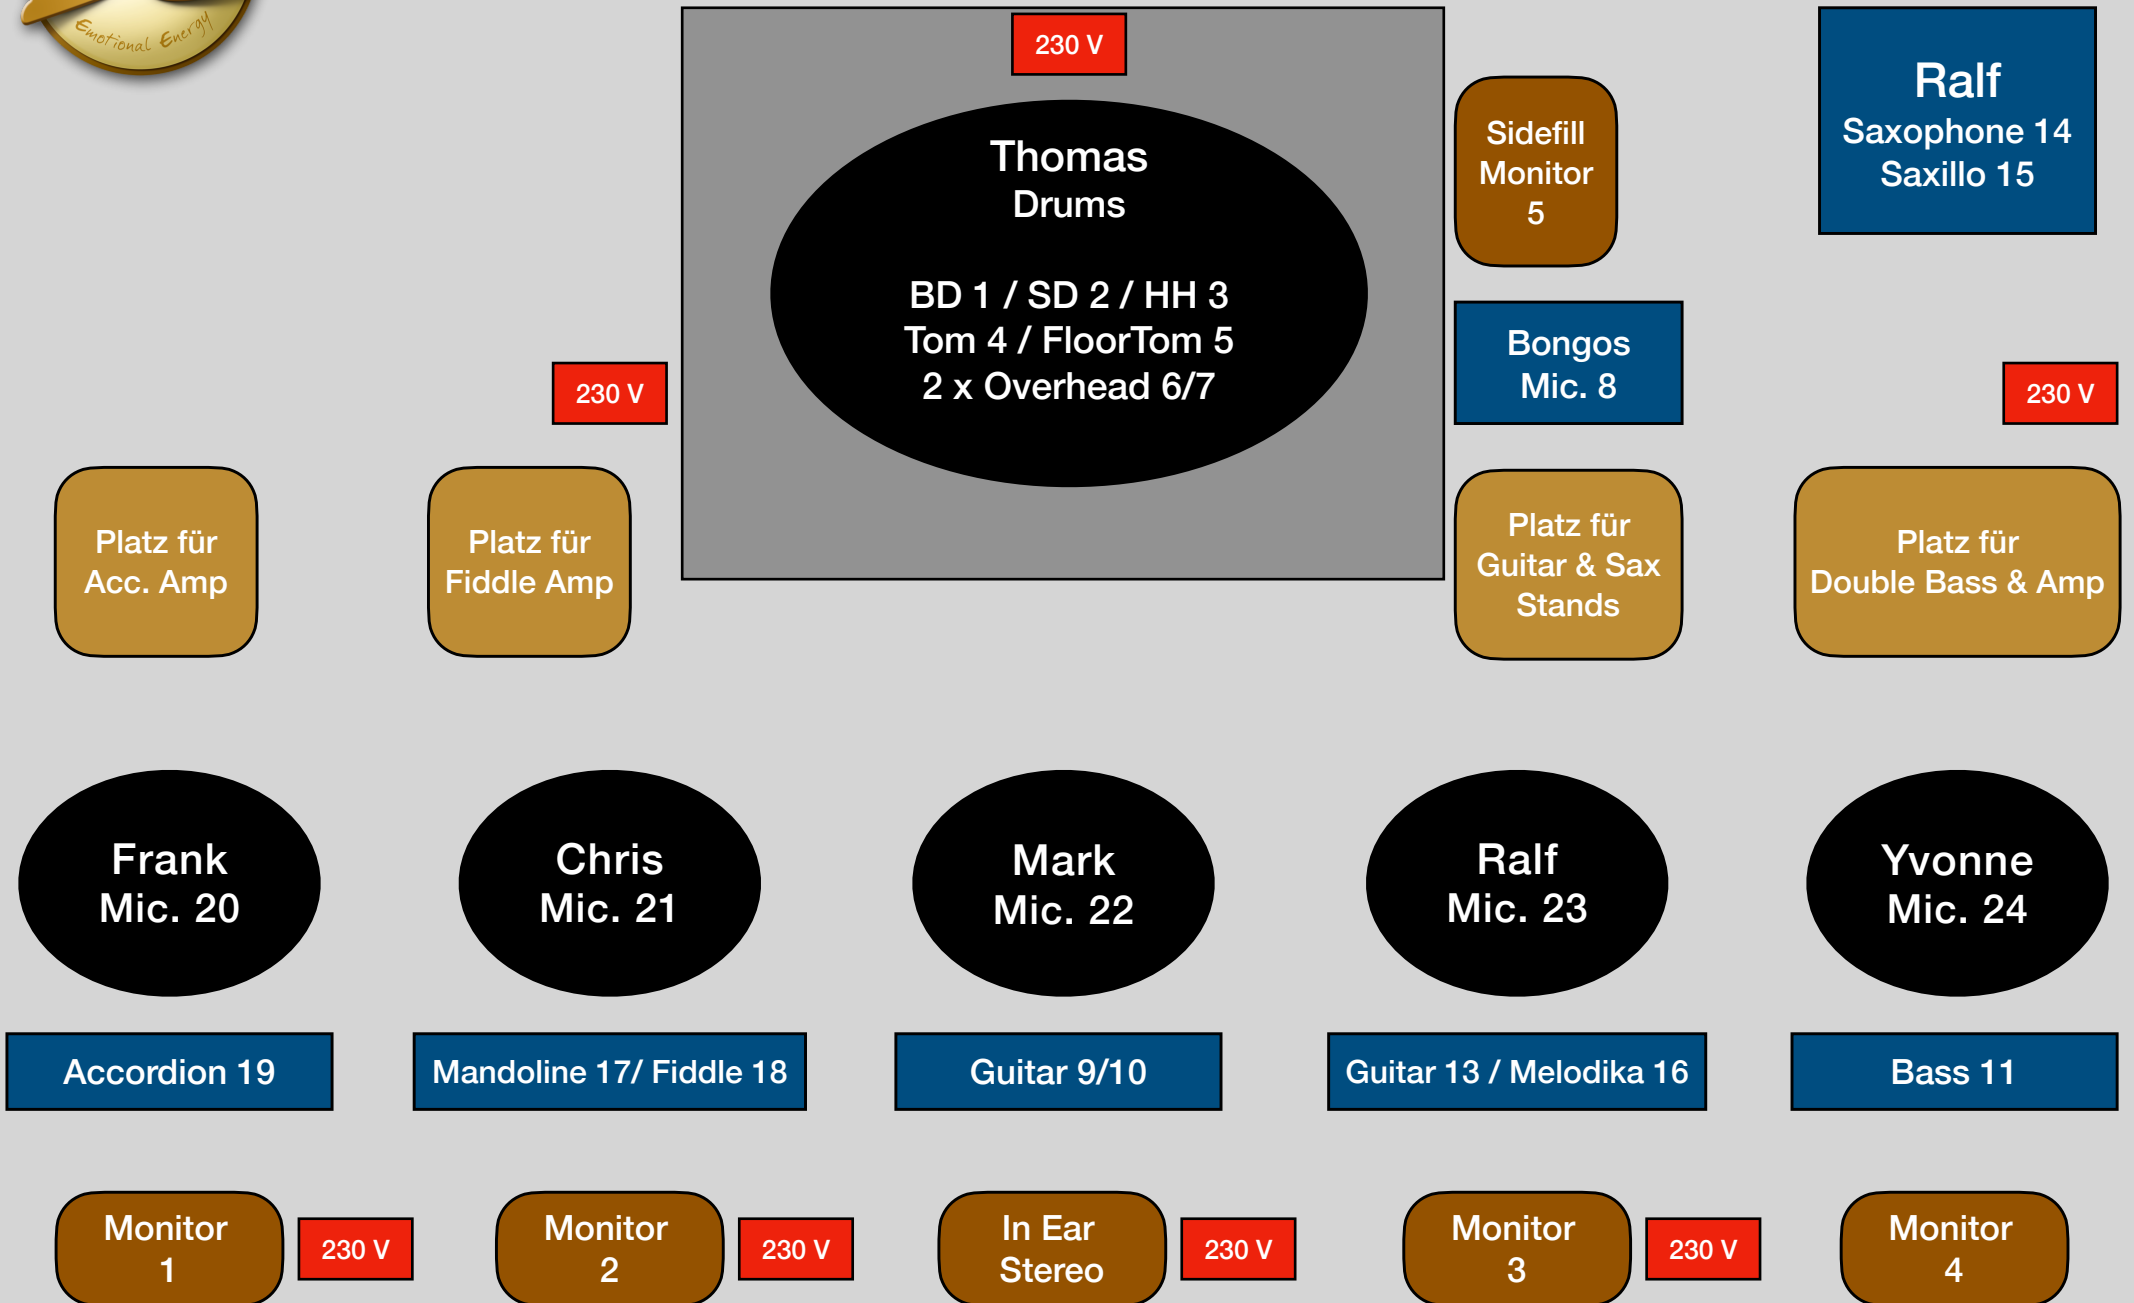 Emotional Energy
230 V
Thomas
Drums
BD 1 / SD 2 / HH 3
Tom 4 / FloorTom 5
2 x Overhead 6/7
Sidefill
Monitor
5
Ralf
Saxophone 14
Saxillo 15
Bongos
Mic. 8
230 V
230 V
Platz für
Acc. Amp
Platz für
Fiddle Amp
Platz für
Guitar & Sax
Stands
Platz für
Double Bass & Amp
Frank
Mic. 20
Chris
Mic. 21
Mark
Mic. 22
Ralf
Mic. 23
Yvonne
Mic. 24
Accordion 19
Mandoline 17/ Fiddle 18
Guitar 9/10
Guitar 13 / Melodika 16
Bass 11
Monitor
1
230 V
Monitor
2
230 V
In Ear
Stereo
230 V
Monitor
3
230 V
Monitor
4